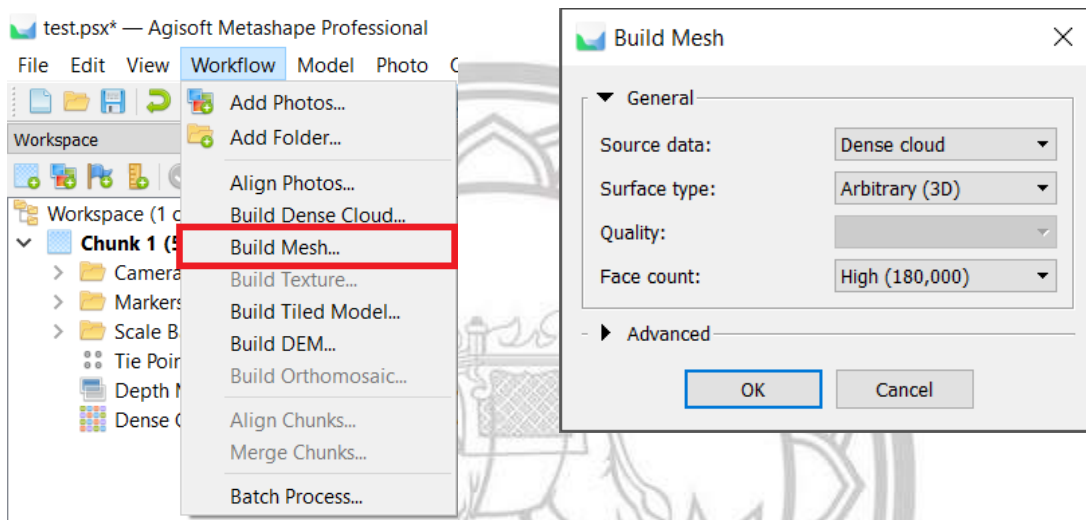 test.psx* — Agisoft Metashape Professional
File Edit View Workflow Model Photo
Workspace
Workspace (1
Chunk 1 (
Camera
Markers
Scale B
Tie Poin
Depth
Dense
Add Photos...
Add Folder...
Align Photos...
Build Dense Cloud...
Build Mesh...
Build Texture...
Build Tiled Model...
Build DEM...
Build Orthomosaic...
Align Chunks...
Merge Chunks...
Batch Process...
Build Mesh
General
Source data: Dense cloud
Surface type: Arbitrary (3D)
Quality:
Face count: High (180,000)
Advanced
OK Cancel